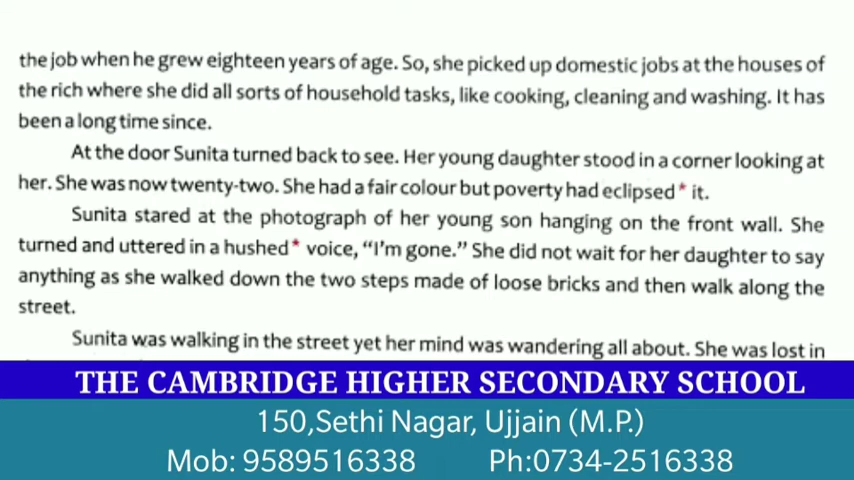 the job when he grew eighteen years of age. So, she picked up domestic jobs at the houses of
the rich where she did all sorts of household tasks, like cooking, cleaning and washing. It has
been a long time since.
At the door Sunita turned back to see. Her young daughter stood in a corner looking at
her. She was now twenty-two. She had a fair colour but poverty had eclipsed* it.
Sunita stared at the photograph of her young son hanging on the front wall. She
turned and uttered in a hushed* voice, “I’m gone.” She did not wait for her daughter to say
anything as she walked down the two steps made of loose bricks and then walk along the
street.
Sunita was walking in the street yet her mind was wandering all about. She was lost in
THE CAMBRIDGE HIGHER SECONDARY SCHOOL
150,Sethi Nagar, Ujjain (M.P.)
Mob: 9589516338 Ph:0734-2516338